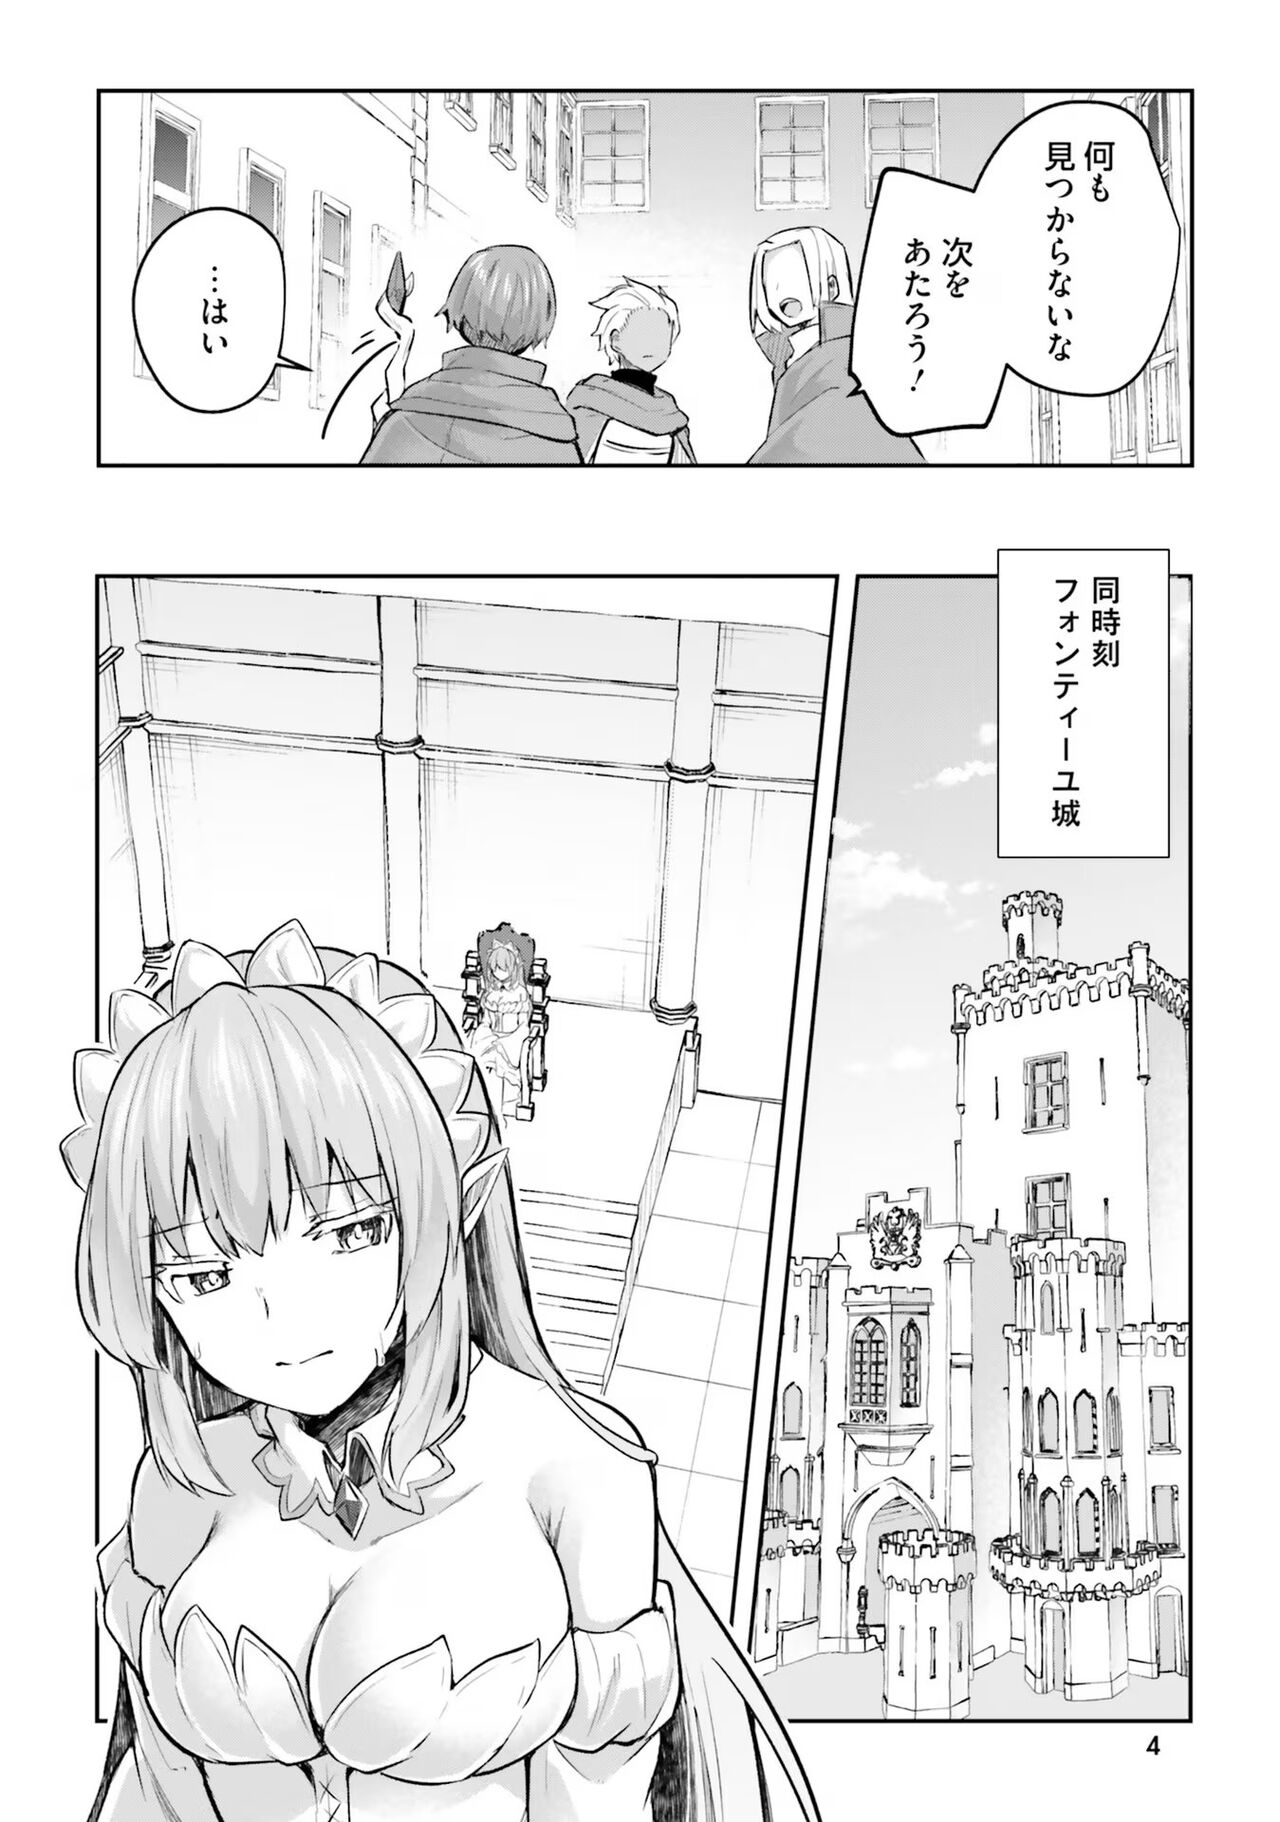 何も
見つからないな
次を
あたろう！
…はい
同時刻
フォンティーユ城
4